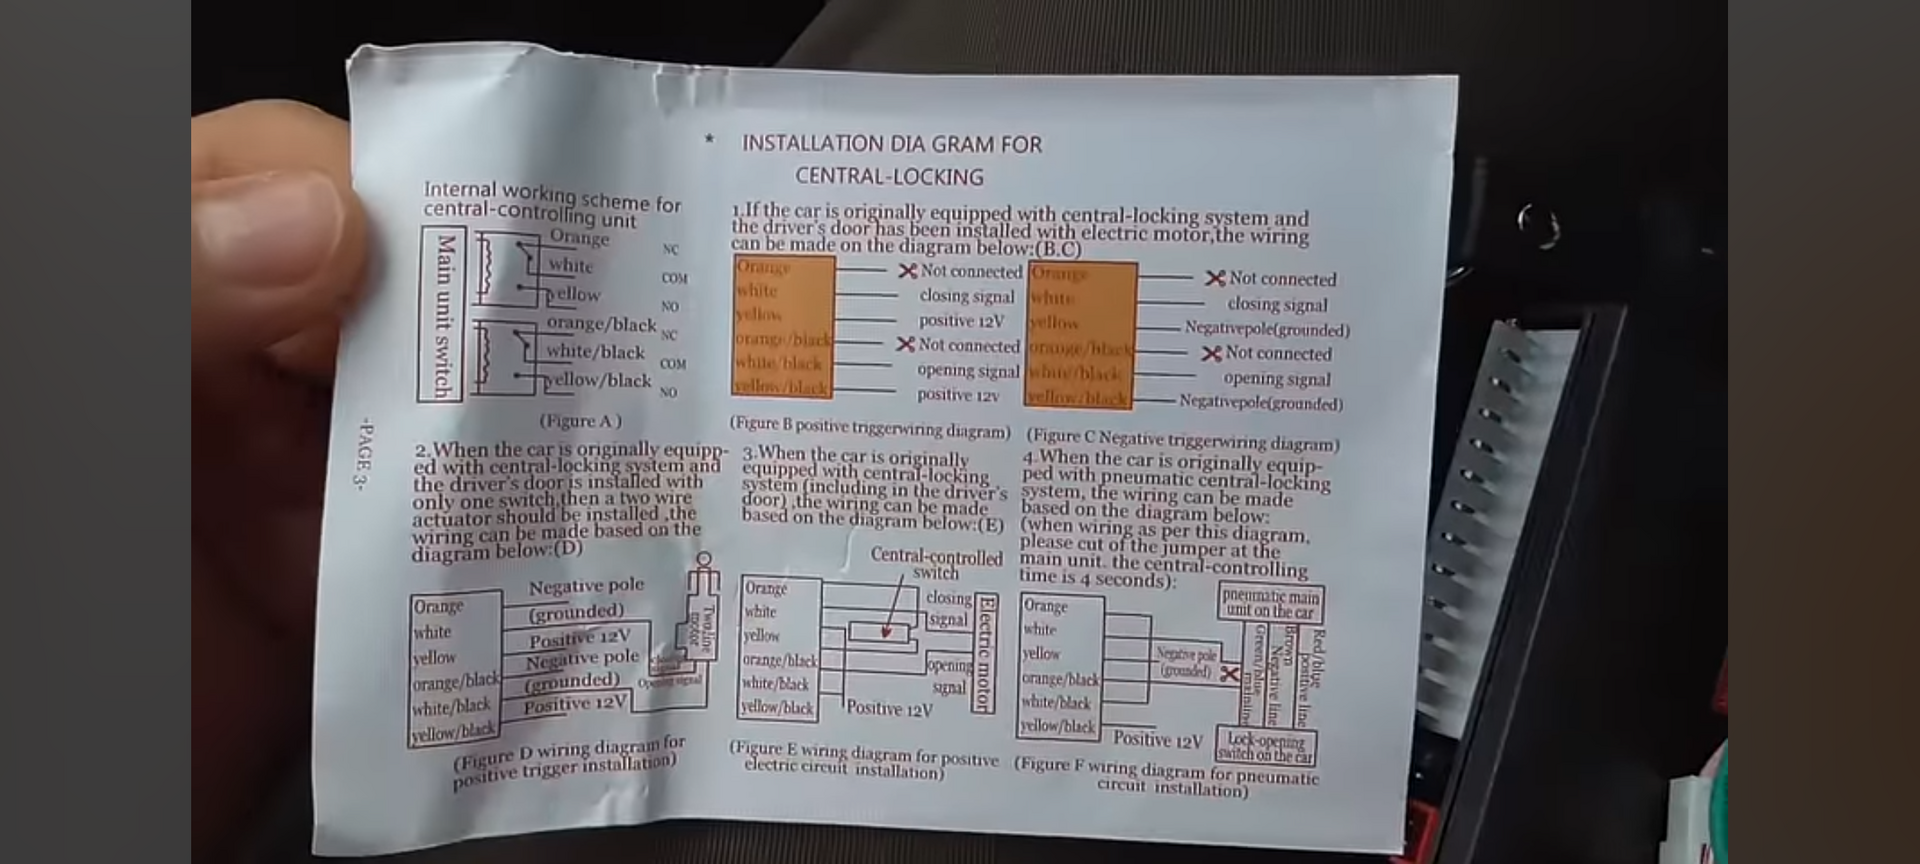 * INSTALLATION DIA GRAM FOR
CENTRAL-LOCKING
Internal working scheme for
central-controlling unit
Main unit switch
Orange
NC
white
COM
yellow
NO
orange/black
NC
white/black
COM
yellow/black
NO
(Figure A)
1.If the car is originally equipped with central-locking system and
the driver's door has been installed with electric motor,the wiring
can be made on the diagram below:(B.C)
Orange
Not connected
white
closing signal
yellow
positive 12V
orange/black
Not connected
white/black
opening signal
yellow/black
positive 12v
(Figure B positive triggerwiring diagram)
Orange
Not connected
white
closing signal
yellow
Negativepole(grounded)
orange/black
Not connected
white/black
opening signal
yellow/black
Negativepole(grounded)
(Figure C Negative triggerwiring diagram)
-PAGE 3-
2.When the car is originally equipp-
ed with central-locking system and
the driver's door is installed with
only one switch,then a two wire
actuator should be installed ,the
wiring can be made based on the
diagram below:(D)
Orange
white
yellow
orange/black
white/black
yellow/black
Negative pole
(grounded)
Positive 12V
Negative pole
(grounded)
Positive 12V
Two line
motor
Opening signal
(Figure D wiring diagram for
positive trigger installation)
3.When the car is originally
equipped with central-locking
system (including in the driver's
door) ,the wiring can be made
based on the diagram below:(E)
Central-controlled
switch
Orange
white
yellow
orange/black
white/black
yellow/black
closing
signal
opening
signal
Electric motor
Positive 12V
(Figure E wiring diagram for positive
electric circuit installation)
4.When the car is originally equip-
ped with pneumatic central-locking
system, the wiring can be made
based on the diagram below:
(when wiring as per this diagram,
please cut of the jumper at the
main unit. the central-controlling
time is 4 seconds):
Orange
white
yellow
orange/black
white/black
yellow/black
pneumatic main
unit on the car
Negative pole
(grounded)
Green/blue
mainline
Brown
Negative line
Red/blue
positive line
Positive 12V
Lock-opening
switch on the car
(Figure F wiring diagram for pneumatic
circuit installation)